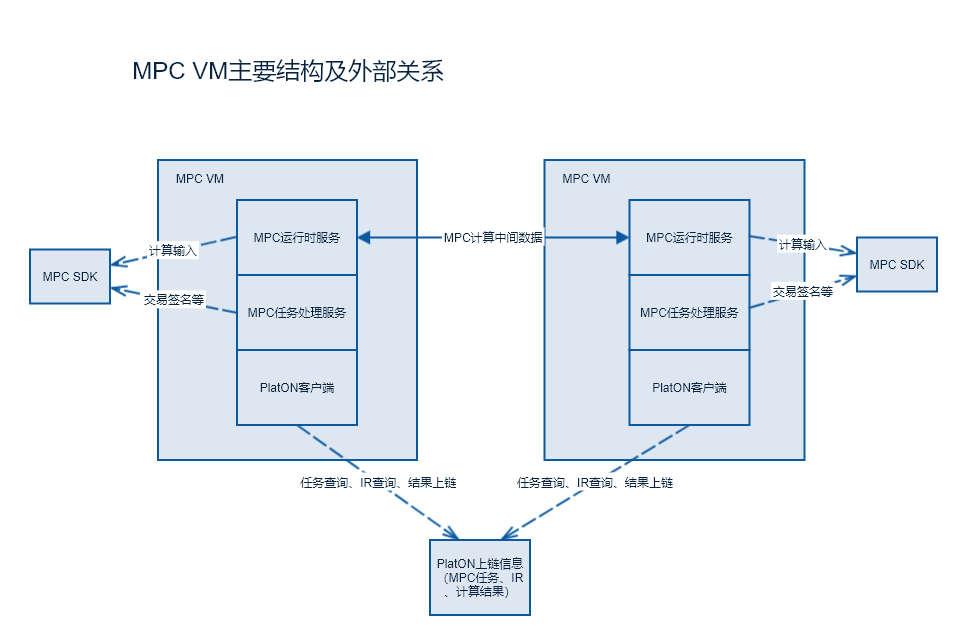 MPC VM主要结构及外部关系
MPC VM
MPC VM
MPC运行时服务
MPC计算中间数据
MPC运行时服务
计算输入
计算输入
MPC SDK
MPC SDK
交易签名等
交易签名等
MPC任务处理服务
MPC任务处理服务
PlatON客户端
PlatON客户端
任务查询、IR查询、结果上链
任务查询、IR查询、结果上链
PlatON上链信息
（MPC任务、IR
、计算结果）